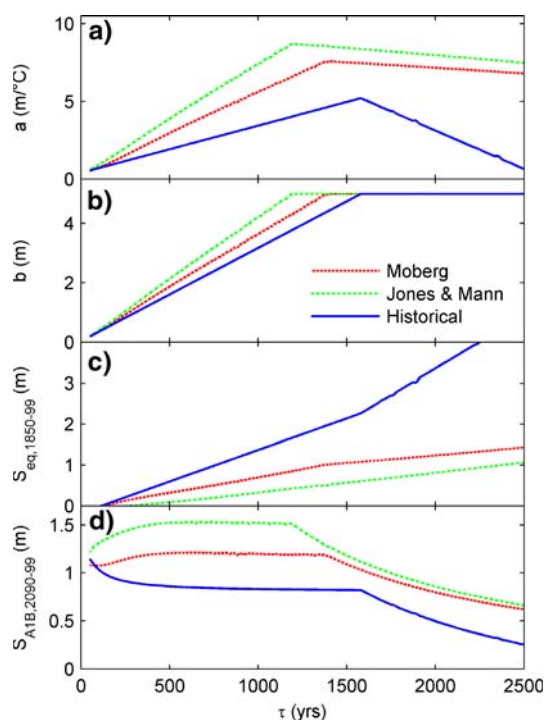 a)
10
5
0
a (m/°C)
b)
4
2
0
b (m)
Moberg
Jones & Mann
Historical
c)
3
2
1
0
S_eq,1850-99 (m)
d)
1.5
1
0.5
0
S_A1B,2090-99 (m)
0 500 1000 1500 2000 2500
τ (yrs)